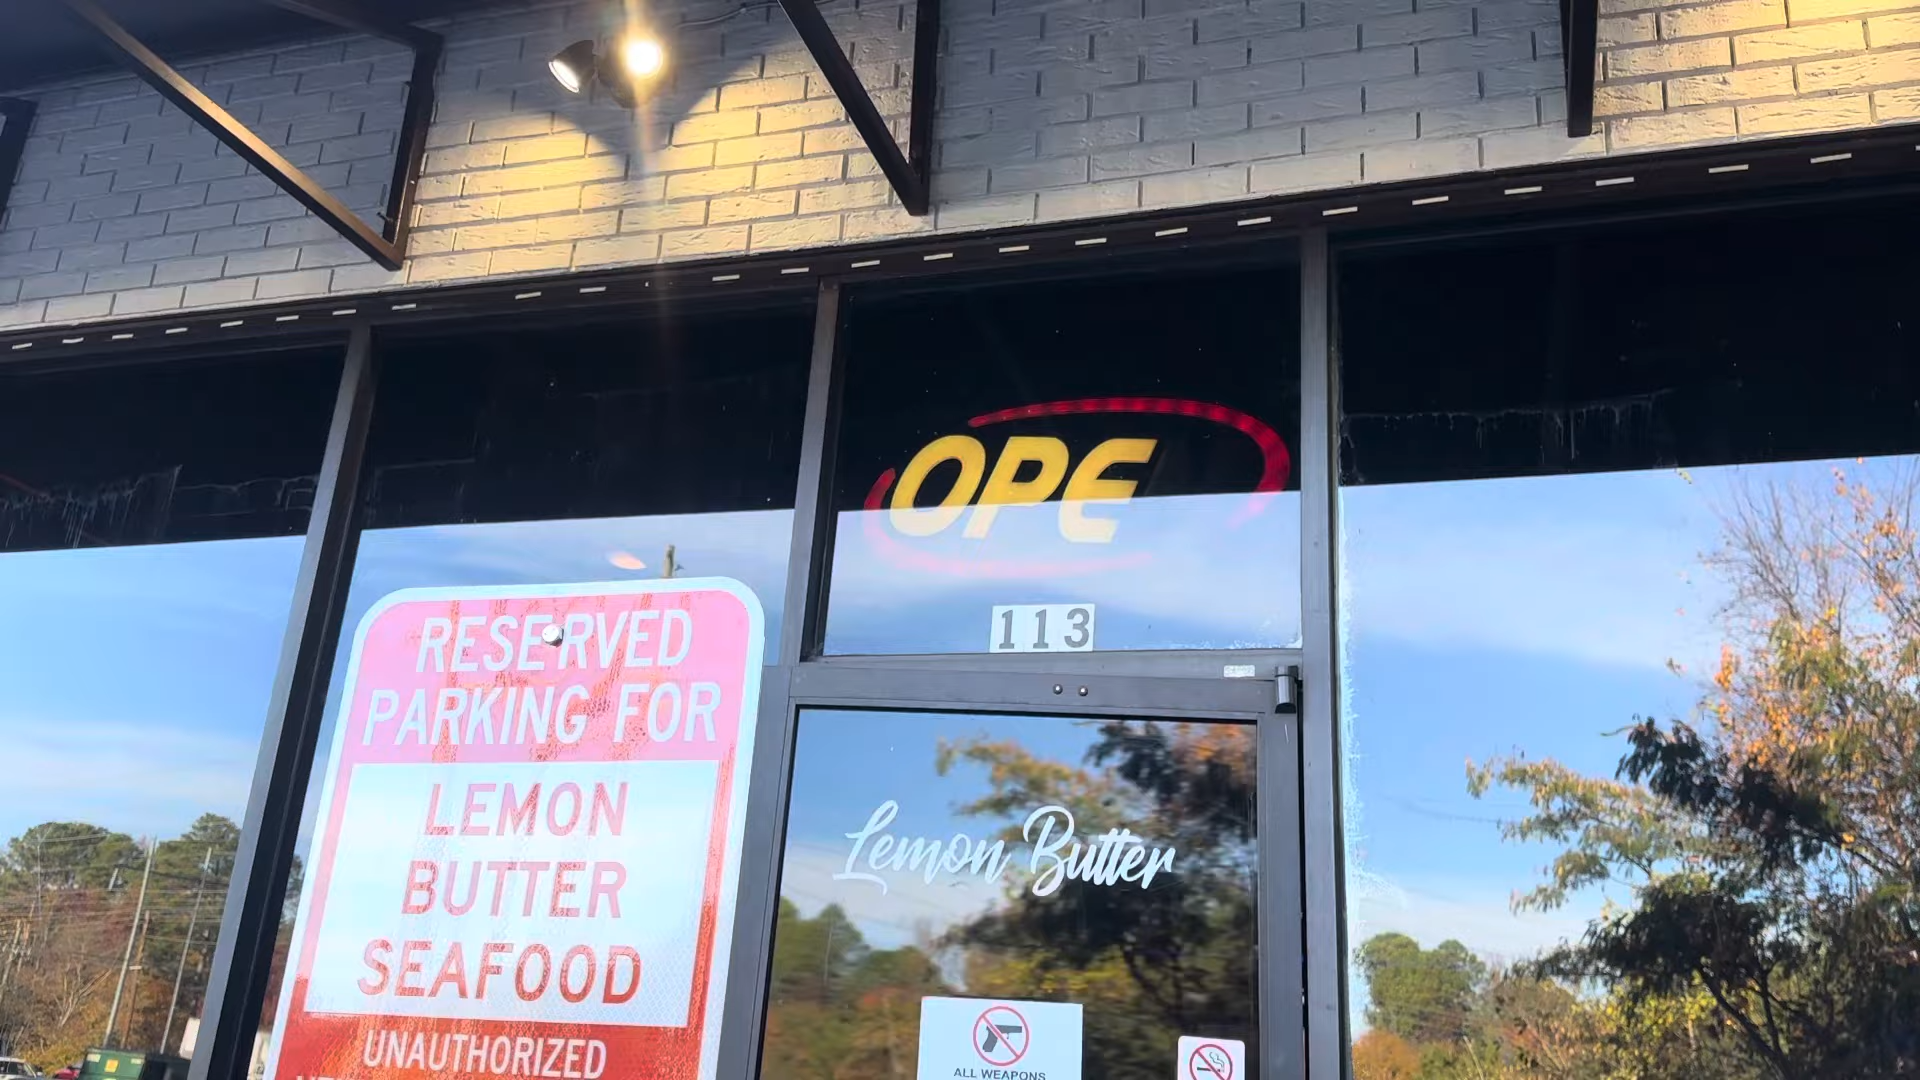 OPE
113
RESERVED
PARKING FOR
LEMON
BUTTER
SEAFOOD
UNAUTHORIZED
Lemon Butter
ALL WEAPONS